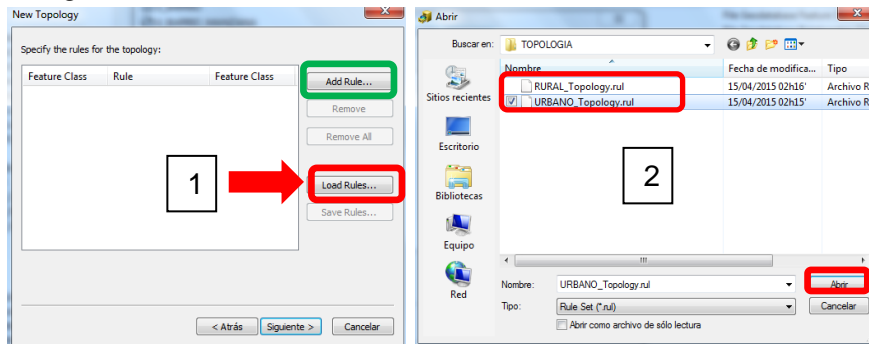 New Topology
Specify the rules for the topology:
Feature Class Rule Feature Class
Add Rule...
Remove
Remove All
1
Load Rules...
Save Rules...
< Atrás Siguiente > Cancelar
Abrir
Buscar en: TOPOLOGIA
Nombre Fecha de modifica... Tipo
RURAL_Topology.rul 15/04/2015 02h16' Archivo R
URBANO_Topology.rul 15/04/2015 02h15' Archivo R
Sitios recientes
Escritorio
Bibliotecas
Equipo
Red
2
Nombre: URBANO_Topology.rul Abrir
Tipo: Rule Set (*.rul) Cancelar
Abrir como archivo de sólo lectura